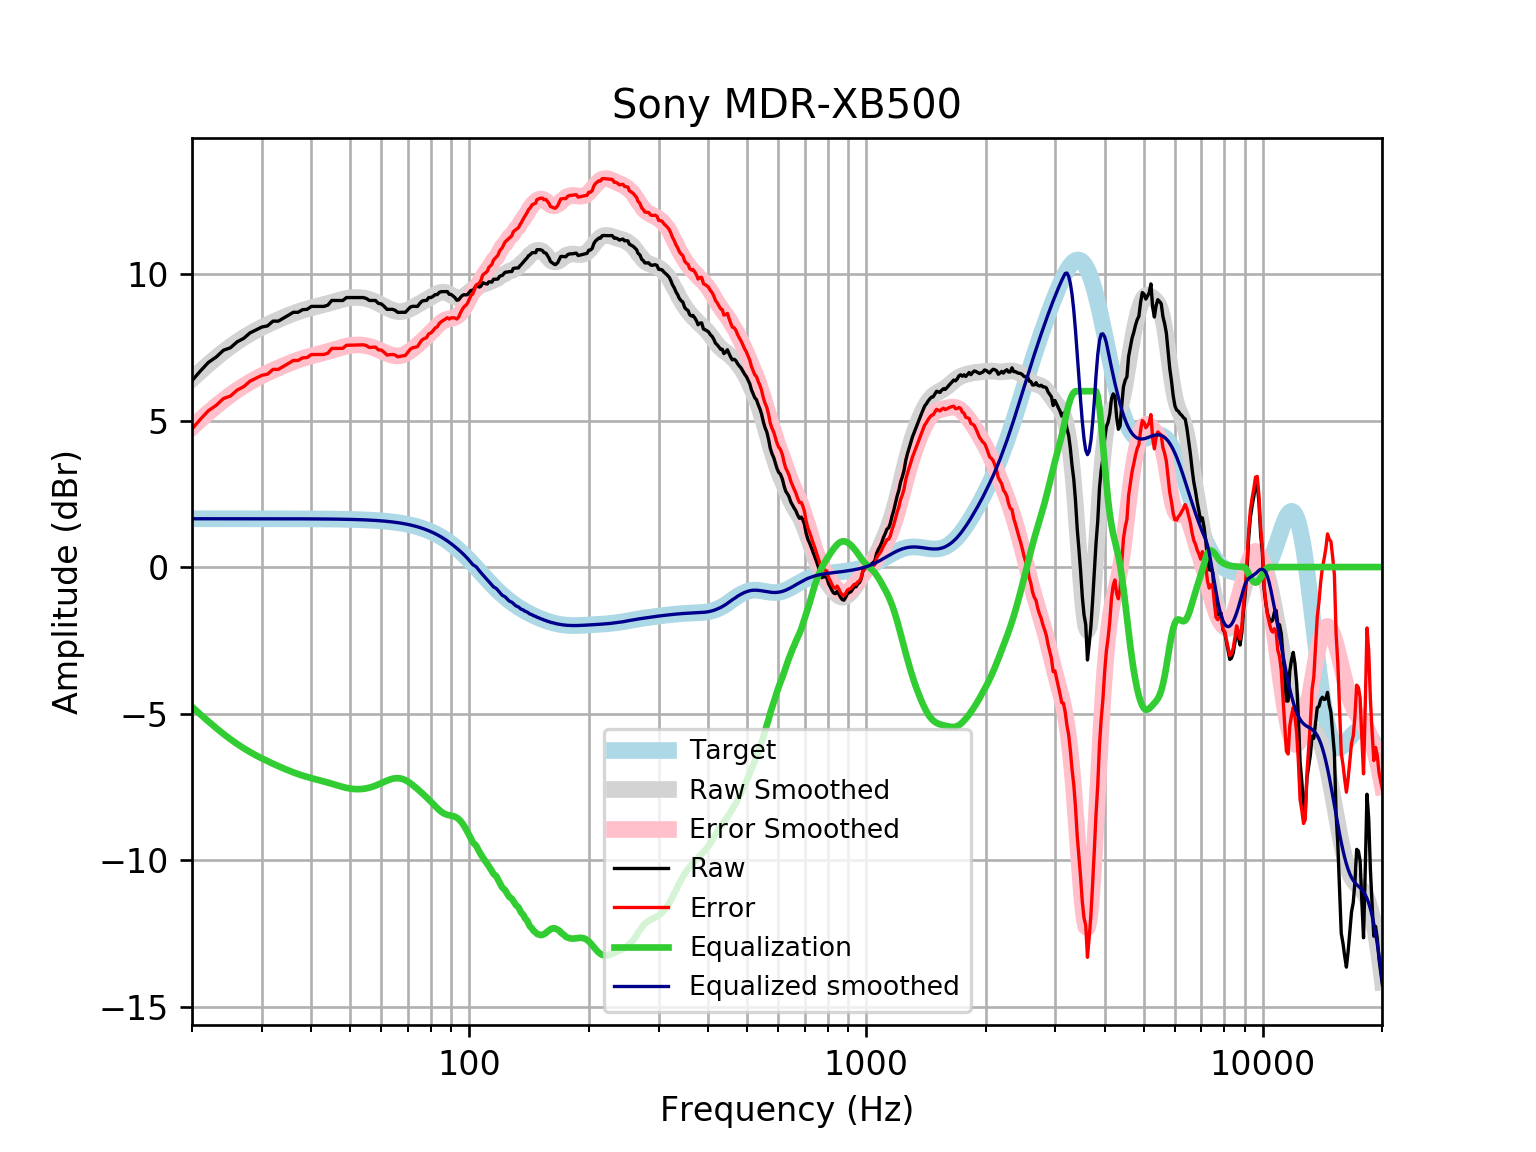 Sony MDR-XB500
Amplitude (dBr)
10
5
0
−5
−10
−15
Target
Raw Smoothed
Error Smoothed
Raw
Error
Equalization
Equalized smoothed
100
1000
10000
Frequency (Hz)